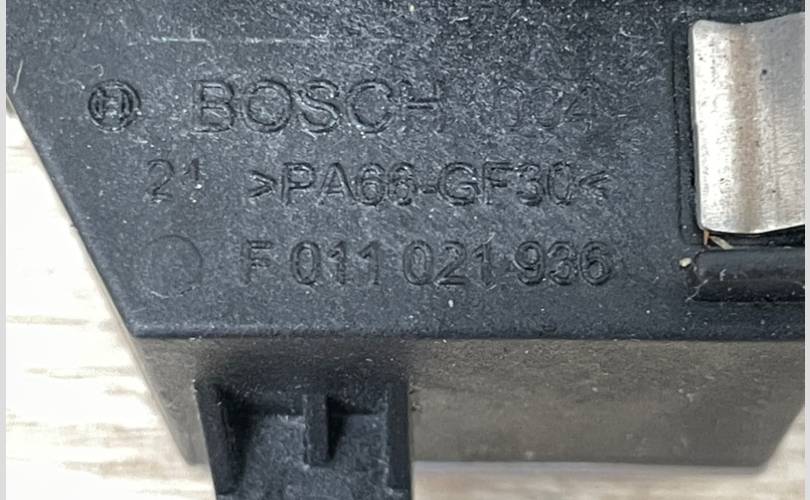 BOSCH 004
21 >PA66-GF30<
F 011 021 936